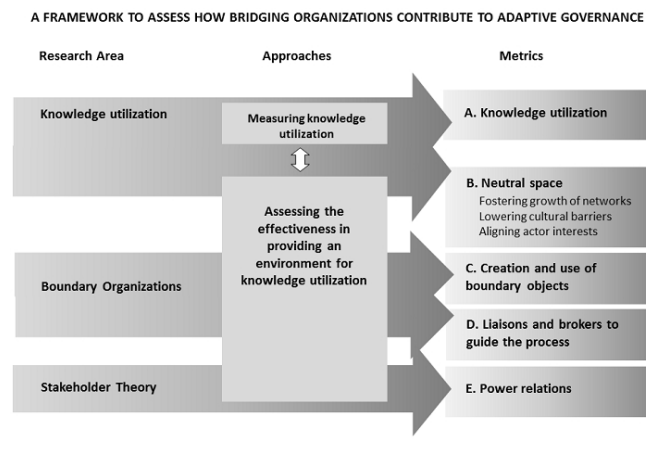 A FRAMEWORK TO ASSESS HOW BRIDGING ORGANIZATIONS CONTRIBUTE TO ADAPTIVE GOVERNANCE
Research Area
Approaches
Metrics
Knowledge utilization
Measuring knowledge
utilization
A. Knowledge utilization
Assessing the
effectiveness in
providing an
environment for
knowledge utilization
B. Neutral space
Fostering growth of networks
Lowering cultural barriers
Aligning actor interests
Boundary Organizations
C. Creation and use of
boundary objects
D. Liaisons and brokers to
guide the process
Stakeholder Theory
E. Power relations